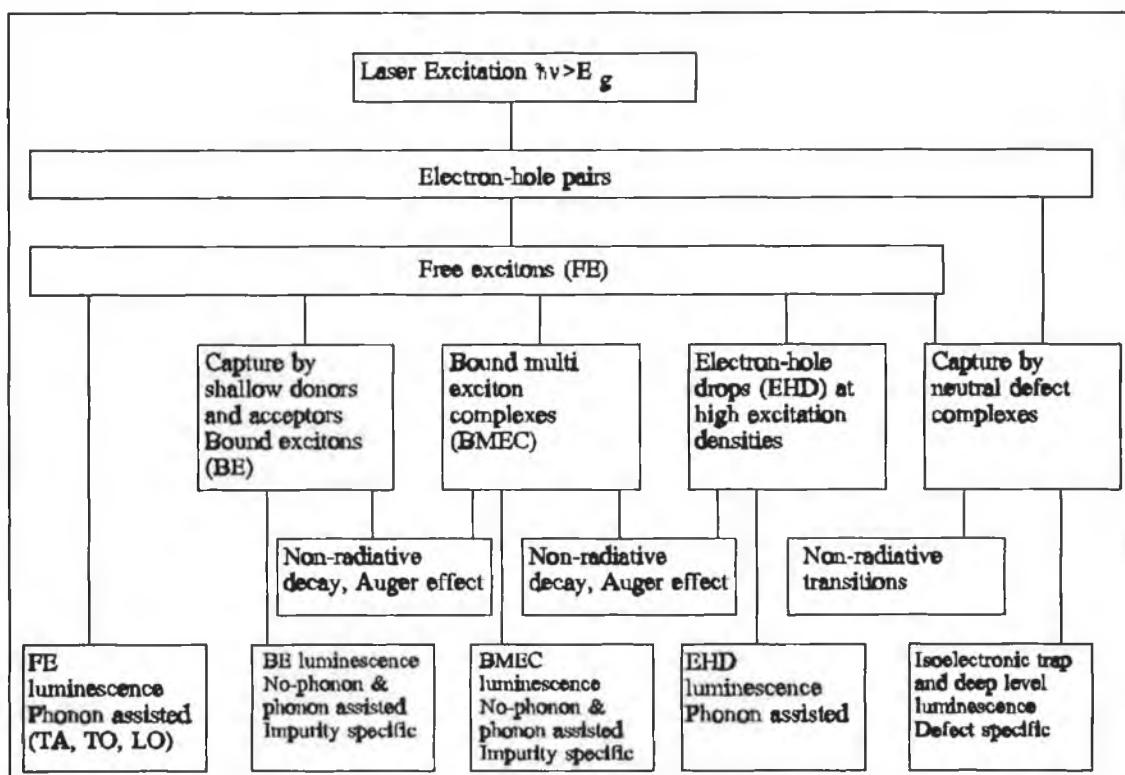 Laser Excitation ħν>E g
Electron-hole pairs
Free excitons (FE)
Capture by
shallow donors
and acceptors
Bound excitons
(BE)
Bound multi
exciton
complexes
(BMEC)
Electron-hole
drops (EHD) at
high excitation
densities
Capture by
neutral defect
complexes
Non-radiative
decay, Auger effect
Non-radiative
decay, Auger effect
Non-radiative
transitions
FE
luminescence
Phonon assisted
(TA, TO, LO)
BE luminescence
No-phonon &
phonon assisted
Impurity specific
BMEC
luminescence
No-phonon &
phonon assisted
Impurity specific
EHD
luminescence
Phonon assisted
Isoelectronic trap
and deep level
luminescence
Defect specific